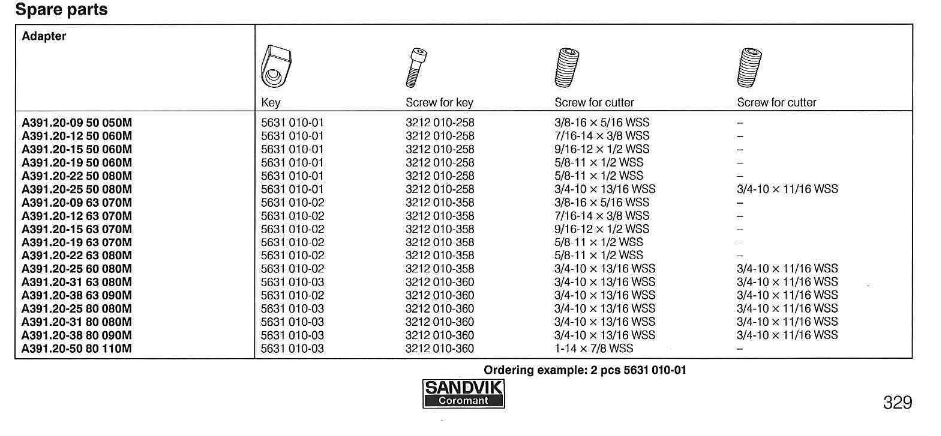 Spare parts
Adapter
Key Screw for key Screw for cutter Screw for cutter
A391.20-09 50 050M 5631 010-01 3212 010-258 3/8-16 × 5/16 WSS –
A391.20-12 50 060M 5631 010-01 3212 010-258 7/16-14 × 3/8 WSS –
A391.20-15 50 060M 5631 010-01 3212 010-258 9/16-12 × 1/2 WSS –
A391.20-19 50 060M 5631 010-01 3212 010-258 5/8-11 × 1/2 WSS –
A391.20-22 50 080M 5631 010-01 3212 010-258 5/8-11 × 1/2 WSS –
A391.20-25 50 080M 5631 010-01 3212 010-258 3/4-10 × 13/16 WSS 3/4-10 × 11/16 WSS
A391.20-09 63 070M 5631 010-02 3212 010-358 3/8-16 × 5/16 WSS –
A391.20-12 63 070M 5631 010-02 3212 010-358 7/16-14 × 3/8 WSS –
A391.20-15 63 070M 5631 010-02 3212 010-358 9/16-12 × 1/2 WSS –
A391.20-19 63 070M 5631 010-02 3212 010-358 5/8-11 × 1/2 WSS –
A391.20-22 63 080M 5631 010-02 3212 010-358 5/8-11 × 1/2 WSS –
A391.20-25 60 080M 5631 010-02 3212 010-358 3/4-10 × 13/16 WSS 3/4-10 × 11/16 WSS
A391.20-31 63 080M 5631 010-03 3212 010-360 3/4-10 × 13/16 WSS 3/4-10 × 11/16 WSS
A391.20-38 63 090M 5631 010-02 3212 010-360 3/4-10 × 13/16 WSS 3/4-10 × 11/16 WSS
A391.20-25 80 080M 5631 010-03 3212 010-360 3/4-10 × 13/16 WSS 3/4-10 × 11/16 WSS
A391.20-31 80 080M 5631 010-03 3212 010-360 3/4-10 × 13/16 WSS 3/4-10 × 11/16 WSS
A391.20-38 80 090M 5631 010-03 3212 010-360 3/4-10 × 13/16 WSS 3/4-10 × 11/16 WSS
A391.20-50 80 110M 5631 010-03 3212 010-360 1-14 × 7/8 WSS –
Ordering example: 2 pcs 5631 010-01
SANDVIK
Coromant
329